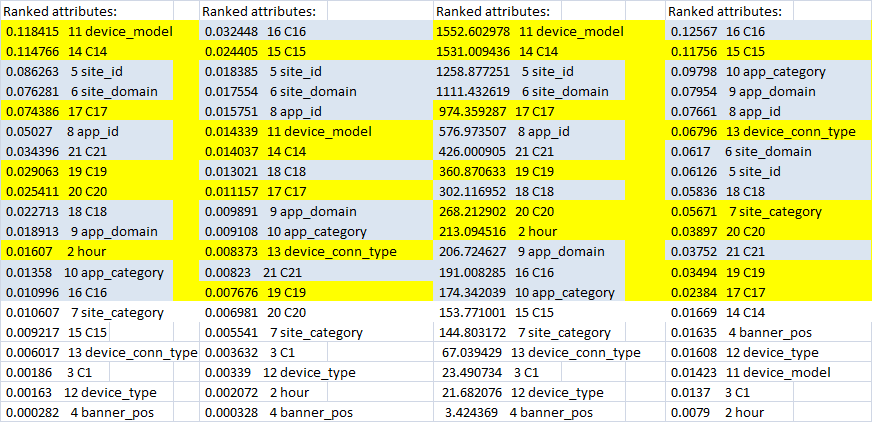 Ranked attributes: Ranked attributes: Ranked attributes: Ranked attributes:
0.118415 11 device_model 0.032448 16 C16 1552.602978 11 device_model 0.12567 16 C16
0.114766 14 C14 0.024405 15 C15 1531.009436 14 C14 0.11756 15 C15
0.086263 5 site_id 0.018385 5 site_id 1258.877251 5 site_id 0.09798 10 app_category
0.076281 6 site_domain 0.017554 6 site_domain 1111.432619 6 site_domain 0.07954 9 app_domain
0.074386 17 C17 0.015751 8 app_id 974.359287 17 C17 0.07661 8 app_id
0.05027 8 app_id 0.014339 11 device_model 576.973507 8 app_id 0.06796 13 device_conn_type
0.034396 21 C21 0.014037 14 C14 426.000905 21 C21 0.0617 6 site_domain
0.029063 19 C19 0.013021 18 C18 360.870633 19 C19 0.06126 5 site_id
0.025411 20 C20 0.011157 17 C17 302.116952 18 C18 0.05836 18 C18
0.022713 18 C18 0.009891 9 app_domain 268.212902 20 C20 0.05671 7 site_category
0.018913 9 app_domain 0.009108 10 app_category 213.094516 2 hour 0.03897 20 C20
0.01607 2 hour 0.008373 13 device_conn_type 206.724627 9 app_domain 0.03752 21 C21
0.01358 10 app_category 0.00823 21 C21 191.008285 16 C16 0.03494 19 C19
0.010996 16 C16 0.007676 19 C19 174.342039 10 app_category 0.02384 17 C17
0.010607 7 site_category 0.006981 20 C20 153.771001 15 C15 0.01669 14 C14
0.009217 15 C15 0.005541 7 site_category 144.803172 7 site_category 0.01635 4 banner_pos
0.006017 13 device_conn_type 0.003632 3 C1 67.039429 13 device_conn_type 0.01608 12 device_type
0.00186 3 C1 0.00339 12 device_type 23.490734 3 C1 0.01423 11 device_model
0.00163 12 device_type 0.002072 2 hour 21.682076 12 device_type 0.0137 3 C1
0.000282 4 banner_pos 0.000328 4 banner_pos 3.424369 4 banner_pos 0.0079 2 hour